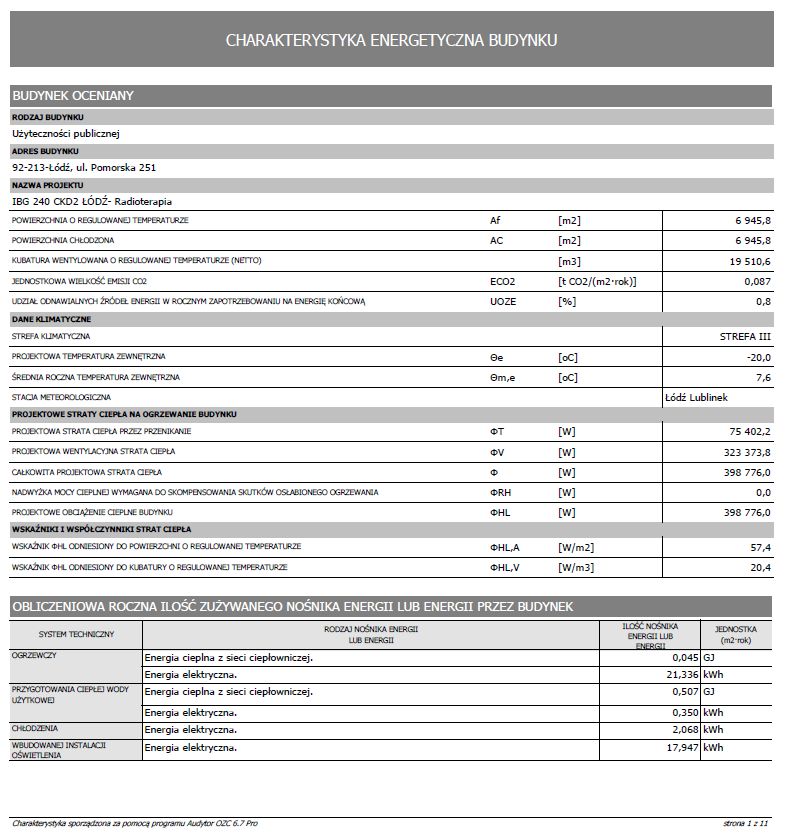 CHARAKTERYSTYKA ENERGETYCZNA BUDYNKU
BUDYNEK OCENIANY
RODZAJ BUDYNKU
Użyteczności publicznej
ADRES BUDYNKU
92-213-Łódź, ul. Pomorska 251
NAZWA PROJEKTU
IBG 240 CKD2 ŁÓDŹ- Radioterapia
POWIERZCHNIA O REGULOWANEJ TEMPERATURZE Af [m2] 6 945,8
POWIERZCHNIA CHŁODZONA AC [m2] 6 945,8
KUBATURA WENTYLOWANA O REGULOWANEJ TEMPERATURZE (NETTO) [m3] 19 510,6
JEDNOSTKOWA WIELKOŚĆ EMISJI CO2 ECO2 [t CO2/(m2·rok)] 0,087
UDZIAŁ ODNAWIALNYCH ŹRÓDEŁ ENERGII W ROCZNYM ZAPOTRZEBOWANIU NA ENERGIĘ KOŃCOWĄ UOZE [%] 0,8
DANE KLIMATYCZNE
STREFA KLIMATYCZNA STREFA III
PROJEKTOWA TEMPERATURA ZEWNĘTRZNA Θe [oC] -20,0
ŚREDNIA ROCZNA TEMPERATURA ZEWNĘTRZNA Θm,e [oC] 7,6
STACJA METEOROLOGICZNA Łódź Lublinek
PROJEKTOWE STRATY CIEPŁA NA OGRZEWANIE BUDYNKU
PROJEKTOWA STRATA CIEPŁA PRZEZ PRZENIKANIE ΦT [W] 75 402,2
PROJEKTOWA WENTYLACYJNA STRATA CIEPŁA ΦV [W] 323 373,8
CAŁKOWITA PROJEKTOWA STRATA CIEPŁA Φ [W] 398 776,0
NADWYŻKA MOCY CIEPLNEJ WYMAGANA DO SKOMPENSOWANIA SKUTKÓW OSŁABIONEGO OGRZEWANIA ΦRH [W] 0,0
PROJEKTOWE OBCIĄŻENIE CIEPLNE BUDYNKU ΦHL [W] 398 776,0
WSKAŹNIKI I WSPÓŁCZYNNIKI STRAT CIEPŁA
WSKAŹNIK ΦHL ODNIESIONY DO POWIERZCHNI O REGULOWANEJ TEMPERATURZE ΦHL,A [W/m2] 57,4
WSKAŹNIK ΦHL ODNIESIONY DO KUBATURY O REGULOWANEJ TEMPERATURZE ΦHL,V [W/m3] 20,4
OBLICZENIOWA ROCZNA ILOŚĆ ZUŻYWANEGO NOŚNIKA ENERGII LUB ENERGII PRZEZ BUDYNEK
SYSTEM TECHNICZNY
RODZAJ NOŚNIKA ENERGII
LUB ENERGII
ILOŚĆ NOŚNIKA
ENERGII LUB
ENERGII
JEDNOSTKA
(m2·rok)
OGRZEWCZY Energia cieplna z sieci ciepłowniczej. 0,045 GJ
Energia elektryczna. 21,336 kWh
PRZYGOTOWANIA CIEPŁEJ WODY
UŻYTKOWEJ
Energia cieplna z sieci ciepłowniczej. 0,507 GJ
Energia elektryczna. 0,350 kWh
CHŁODZENIA Energia elektryczna. 2,068 kWh
WBUDOWANEJ INSTALACJI
OŚWIETLENIA
Energia elektryczna. 17,947 kWh
Charakterystyka sporządzona za pomocą programu Audytor OZC 6.7 Pro strona 1 z 11